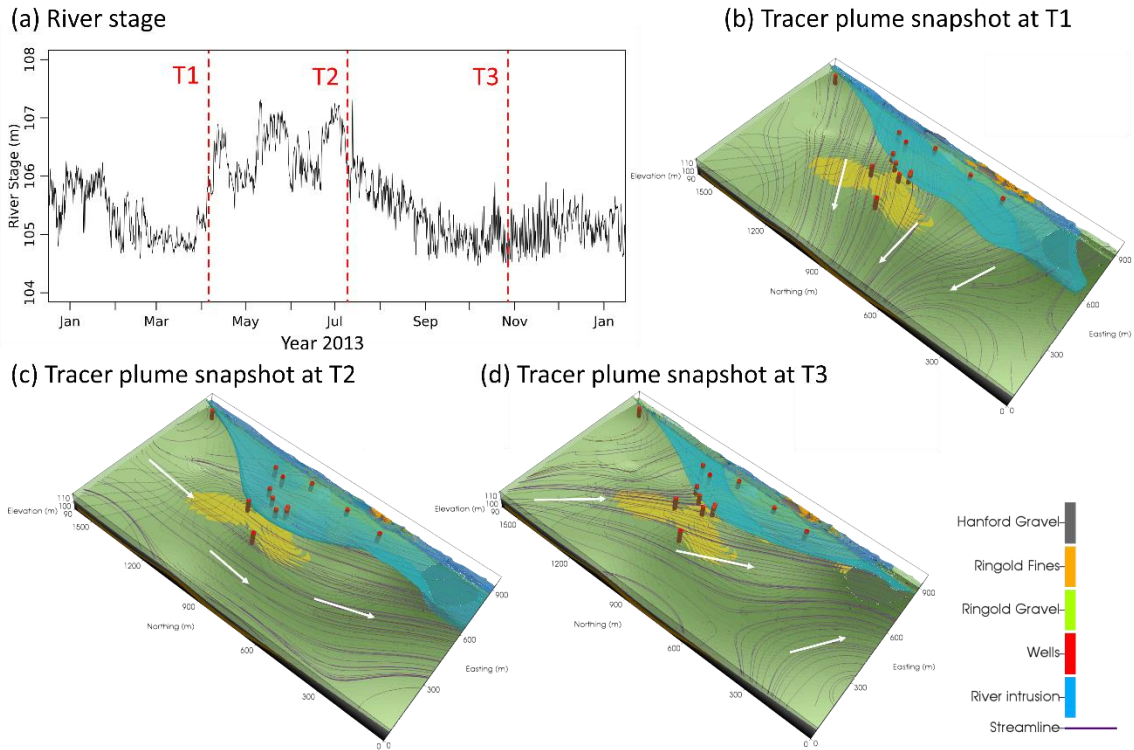 (a) River stage
108
107
106
105
104
River Stage (m)
T1
T2
T3
Jan
Mar
May
Jul
Sep
Nov
Jan
Year 2013
(b) Tracer plume snapshot at T1
110
100
90
Elevation (m)
1500
1200
900
Northing (m)
600
300
0
0
300
Easting (m)
600
900
(c) Tracer plume snapshot at T2
110
100
90
Elevation (m)
1500
1200
900
Northing (m)
600
300
0
0
300
Easting (m)
600
900
(d) Tracer plume snapshot at T3
110
100
90
Elevation (m)
1500
1200
900
Northing (m)
600
300
0
0
300
Easting (m)
600
900
Hanford Gravel
Ringold Fines
Ringold Gravel
Wells
River intrusion
Streamline